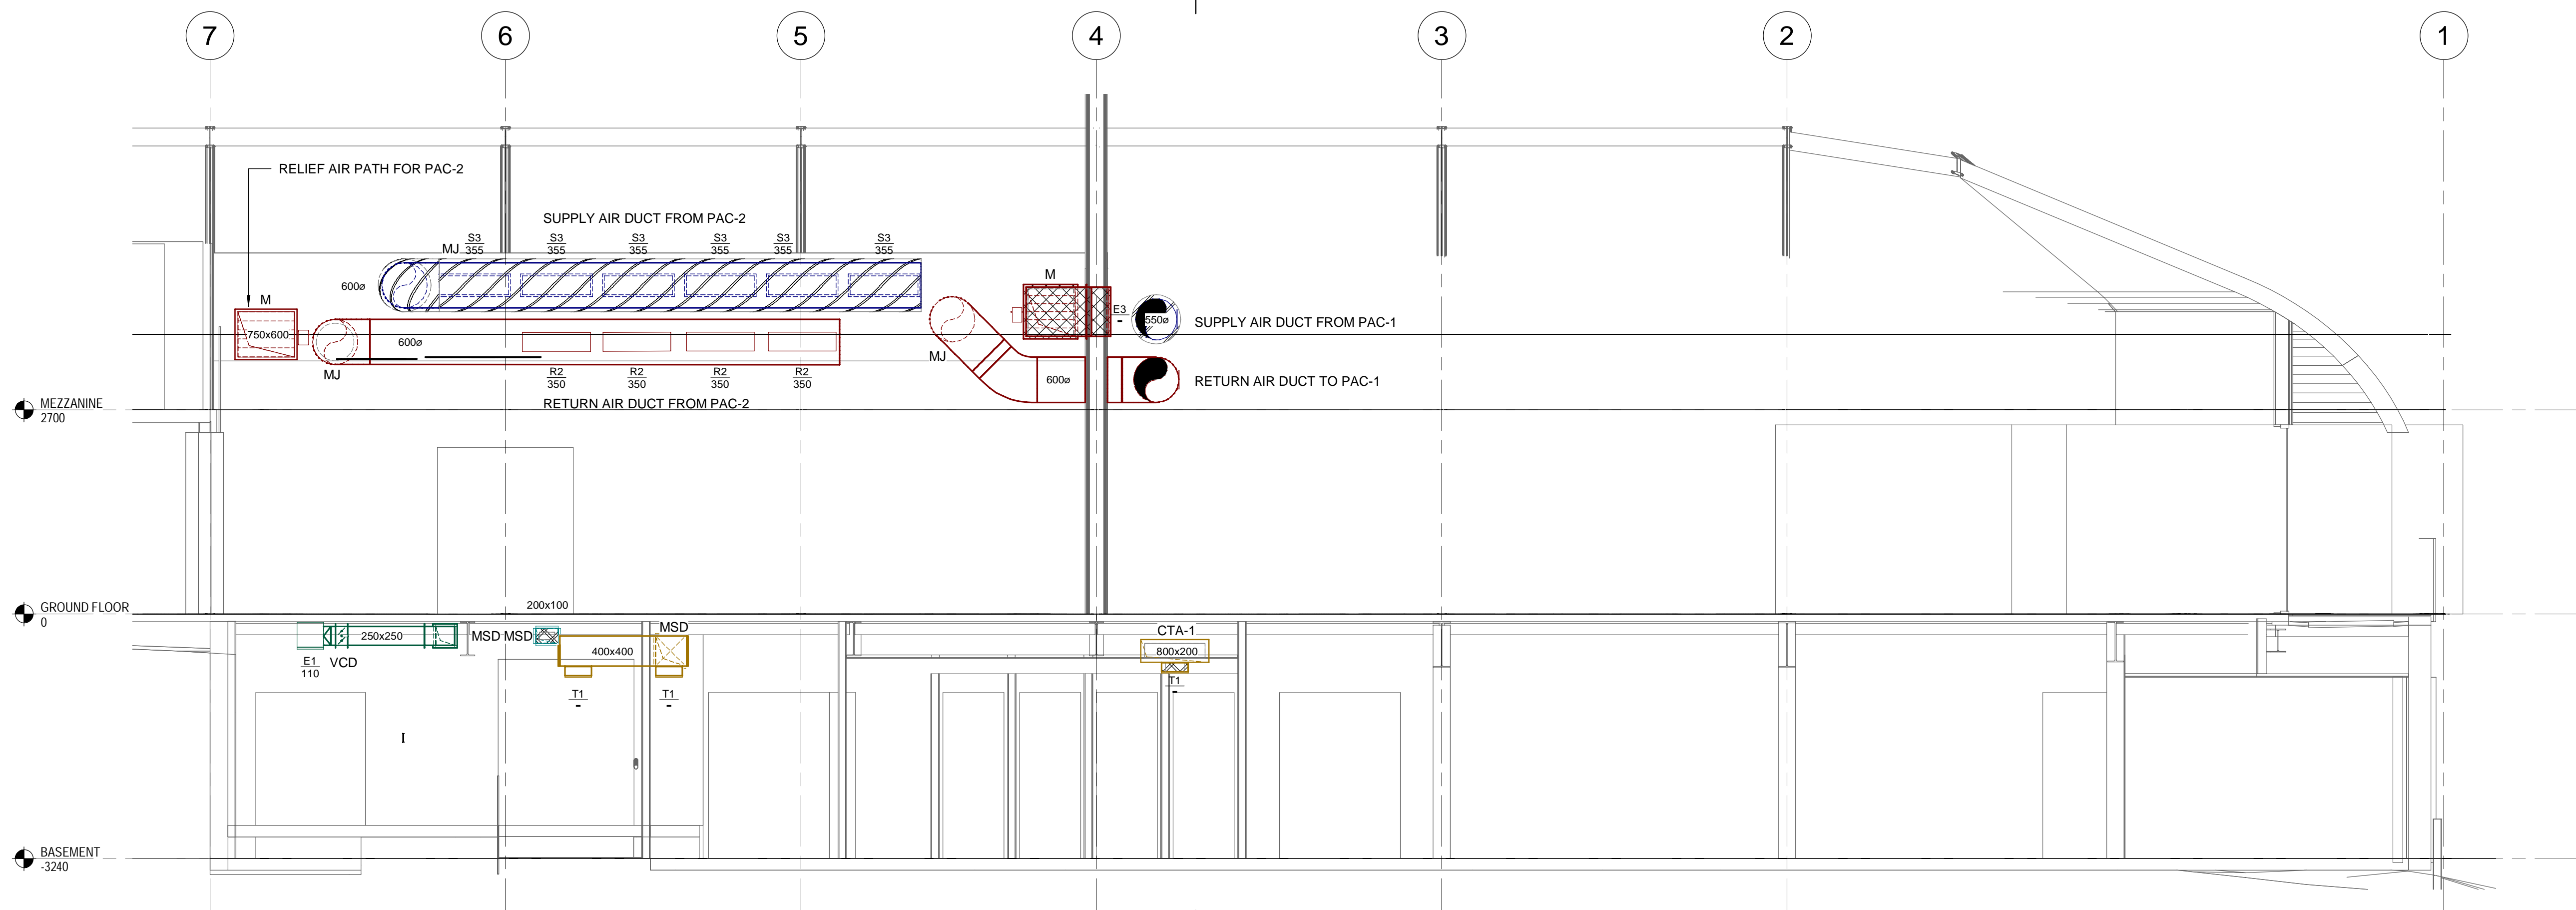 7
6
5
4
3
2
1
RELIEF AIR PATH FOR PAC-2
SUPPLY AIR DUCT FROM PAC-2
MJ
S3
355
S3
355
S3
355
S3
355
S3
355
S3
355
600ø
M
750x600
600ø
MJ
R2
350
R2
350
R2
350
R2
350
RETURN AIR DUCT FROM PAC-2
M
E3
-
550ø
SUPPLY AIR DUCT FROM PAC-1
MJ
600ø
RETURN AIR DUCT TO PAC-1
MEZZANINE
2700
GROUND FLOOR
0
200x100
250x250
E1
110
VCD
MSD MSD
MSD
400x400
T1
-
T1
-
CTA-1
800x200
T1
-
I
BASEMENT
-3240